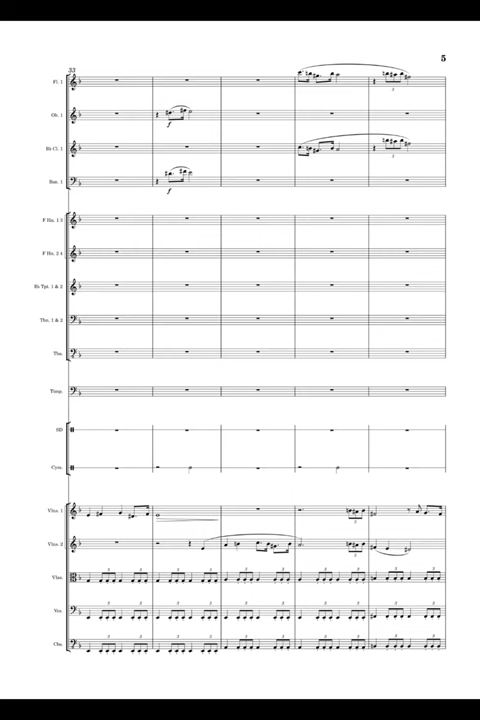 5
33
Fl. 1
Ob. 1
f
B♭ Cl. 1
Bsn. 1
f
F Hn. 1 3
F Hn. 2 4
B♭ Tpt. 1 & 2
Tbn. 1 & 2
Tba.
Timp.
SD
Cym.
Vlns. 1
Vlns. 2
Vlas.
Vcs.
Cbs.